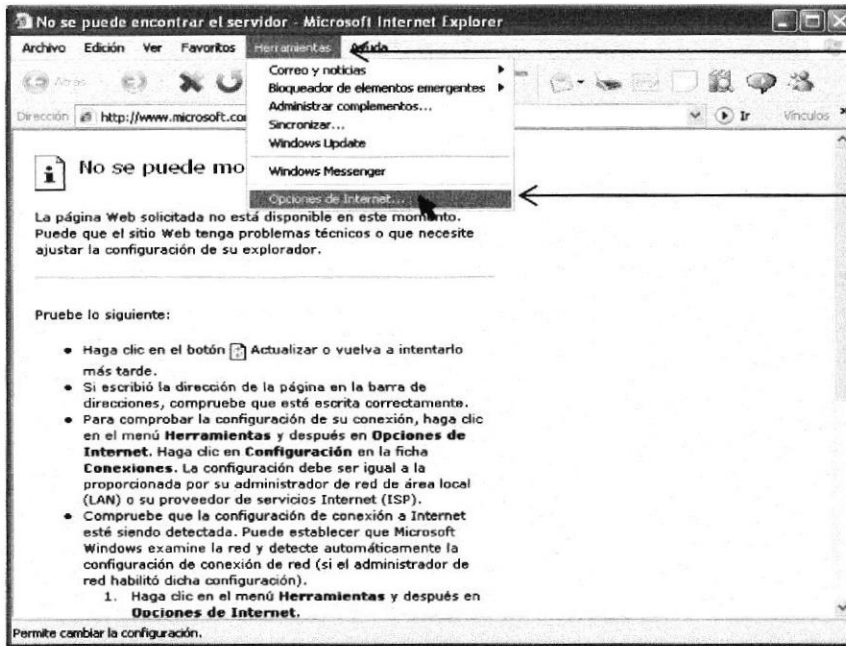 No se puede encontrar el servidor - Microsoft Internet Explorer
Archivo Edición Ver Favoritos Herramientas Ayuda
Correo y noticias
Bloqueador de elementos emergentes
Administrar complementos...
Sincronizar...
Windows Update
Windows Messenger
Opciones de Internet...
Atrás
Dirección http://www.microsoft.co
Ir Vínculos
No se puede mo
La página Web solicitada no está disponible en este momento.
Puede que el sitio Web tenga problemas técnicos o que necesite
ajustar la configuración de su explorador.
Pruebe lo siguiente:
Haga clic en el botón Actualizar o vuelva a intentarlo
más tarde.
Si escribió la dirección de la página en la barra de
direcciones, compruebe que esté escrita correctamente.
Para comprobar la configuración de su conexión, haga clic
en el menú Herramientas y después en Opciones de
Internet. Haga clic en Configuración en la ficha
Conexiones. La configuración debe ser igual a la
proporcionada por su administrador de red de área local
(LAN) o su proveedor de servicios Internet (ISP).
Compruebe que la configuración de conexión a Internet
esté siendo detectada. Puede establecer que Microsoft
Windows examine la red y detecte automáticamente la
configuración de conexión de red (si el administrador de
red habilitó dicha configuración).
1. Haga clic en el menú Herramientas y después en
Opciones de Internet.
Permite cambiar la configuración.